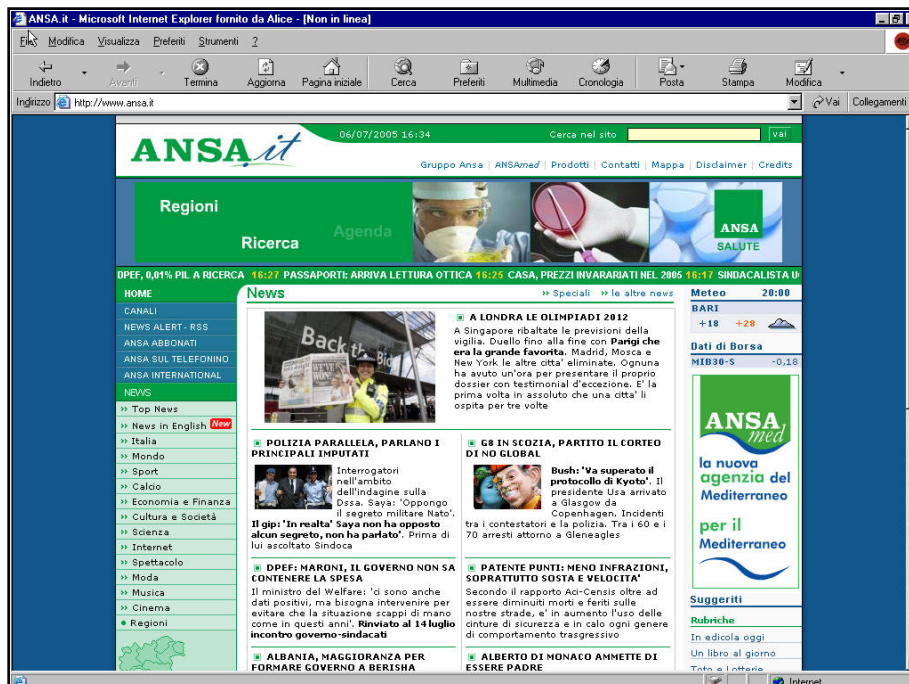 ANSA.it - Microsoft Internet Explorer fornito da Alice - [Non in linea]
File Modifica Visualizza Preferiti Strumenti ?
Indietro Avanti Termina Aggiorna Pagina iniziale Cerca Preferiti Multimedia Cronologia Posta Stampa Modifica
Indirizzo http://www.ansa.it Vai Collegamenti
ANSA.it
06/07/2005 16:34 Cerca nel sito vai
Gruppo Ansa | ANSAmed | Prodotti | Contatti | Mappa | Disclaimer | Credits
Regioni
Agenda
Ricerca
ANSA
SALUTE
DPEF, 0,01% PIL A RICERCA 16:27 PASSAPORTI: ARRIVA LETTURA OTTICA 16:25 CASA, PREZZI INVARARIATI NEL 2005 16:17 SINDACALISTA
HOME
CANALI
NEWS ALERT - RSS
ANSA ABBONATI
ANSA SUL TELEFONINO
ANSA INTERNATIONAL
NEWS
›› Top News
›› News in English New
›› Italia
›› Mondo
›› Sport
›› Calcio
›› Economia e Finanza
›› Cultura e Società
›› Scienza
›› Internet
›› Spettacolo
›› Moda
›› Musica
›› Cinema
• Regioni
News ›› Speciali ›› le altre news
Back the Bid
WE'VE WON!
A LONDRA LE OLIMPIADI 2012
A Singapore ribaltate le previsioni della
vigilia. Duello fino alla fine con Parigi che
era la grande favorita. Madrid, Mosca e
New York le altre citta' eliminate. Ognuna
ha avuto un'ora per presentare il proprio
dossier con testimonial d'eccezione. E' la
prima volta in assoluto che una citta' li
ospita per tre volte
POLIZIA PARALLELA, PARLANO I
PRINCIPALI IMPUTATI
Interrogatori
nell'ambito
dell'indagine sulla
Dssa. Saya: 'Oppongo
il segreto militare Nato'.
Il gip: 'In realta' Saya non ha opposto
alcun segreto, non ha parlato'. Prima di
lui ascoltato Sindoca
G8 IN SCOZIA, PARTITO IL CORTEO
DI NO GLOBAL
Bush: 'Va superato il
protocollo di Kyoto'. Il
presidente Usa arrivato
a Glasgow da
Copenhagen. Incidenti
tra i contestatori e la polizia. Tra i 60 e i
70 arresti attorno a Gleneagles
DPEF: MARONI, IL GOVERNO NON SA
CONTENERE LA SPESA
Il ministro del Welfare: 'ci sono anche
dati positivi, ma bisogna intervenire per
evitare che la situazione scappi di mano
come in questi anni'. Rinviato al 14 luglio
incontro governo-sindacati
PATENTE PUNTI: MENO INFRAZIONI,
SOPRATTUTTO SOSTA E VELOCITA'
Secondo il rapporto Aci-Censis oltre ad
essere diminuiti morti e feriti sulle
nostre strade, e' in aumento l'uso delle
cinture di sicurezza e in calo ogni genere
di comportamento trasgressivo
ALBANIA, MAGGIORANZA PER
FORMARE GOVERNO A BERISHA
ALBERTO DI MONACO AMMETTE DI
ESSERE PADRE
Meteo 20:00
BARI
+18 +28
Dati di Borsa
MIB30-S -0,18
ANSA
med
la nuova
agenzia del
Mediterraneo
per il
Mediterraneo
Suggeriti
Rubriche
In edicola oggi
Un libro al giorno
Toto e Lotterie
Internet